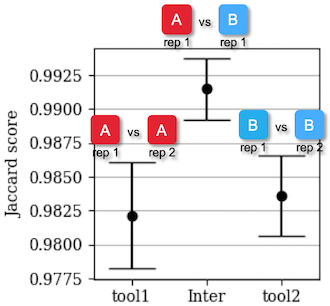 A vs B
rep 1 rep 1
0.9925
0.9900
A vs A
rep 1 rep 2
B vs B
rep 1 rep 2
0.9875
0.9850
0.9825
0.9800
0.9775
Jaccard score
tool1 Inter tool2